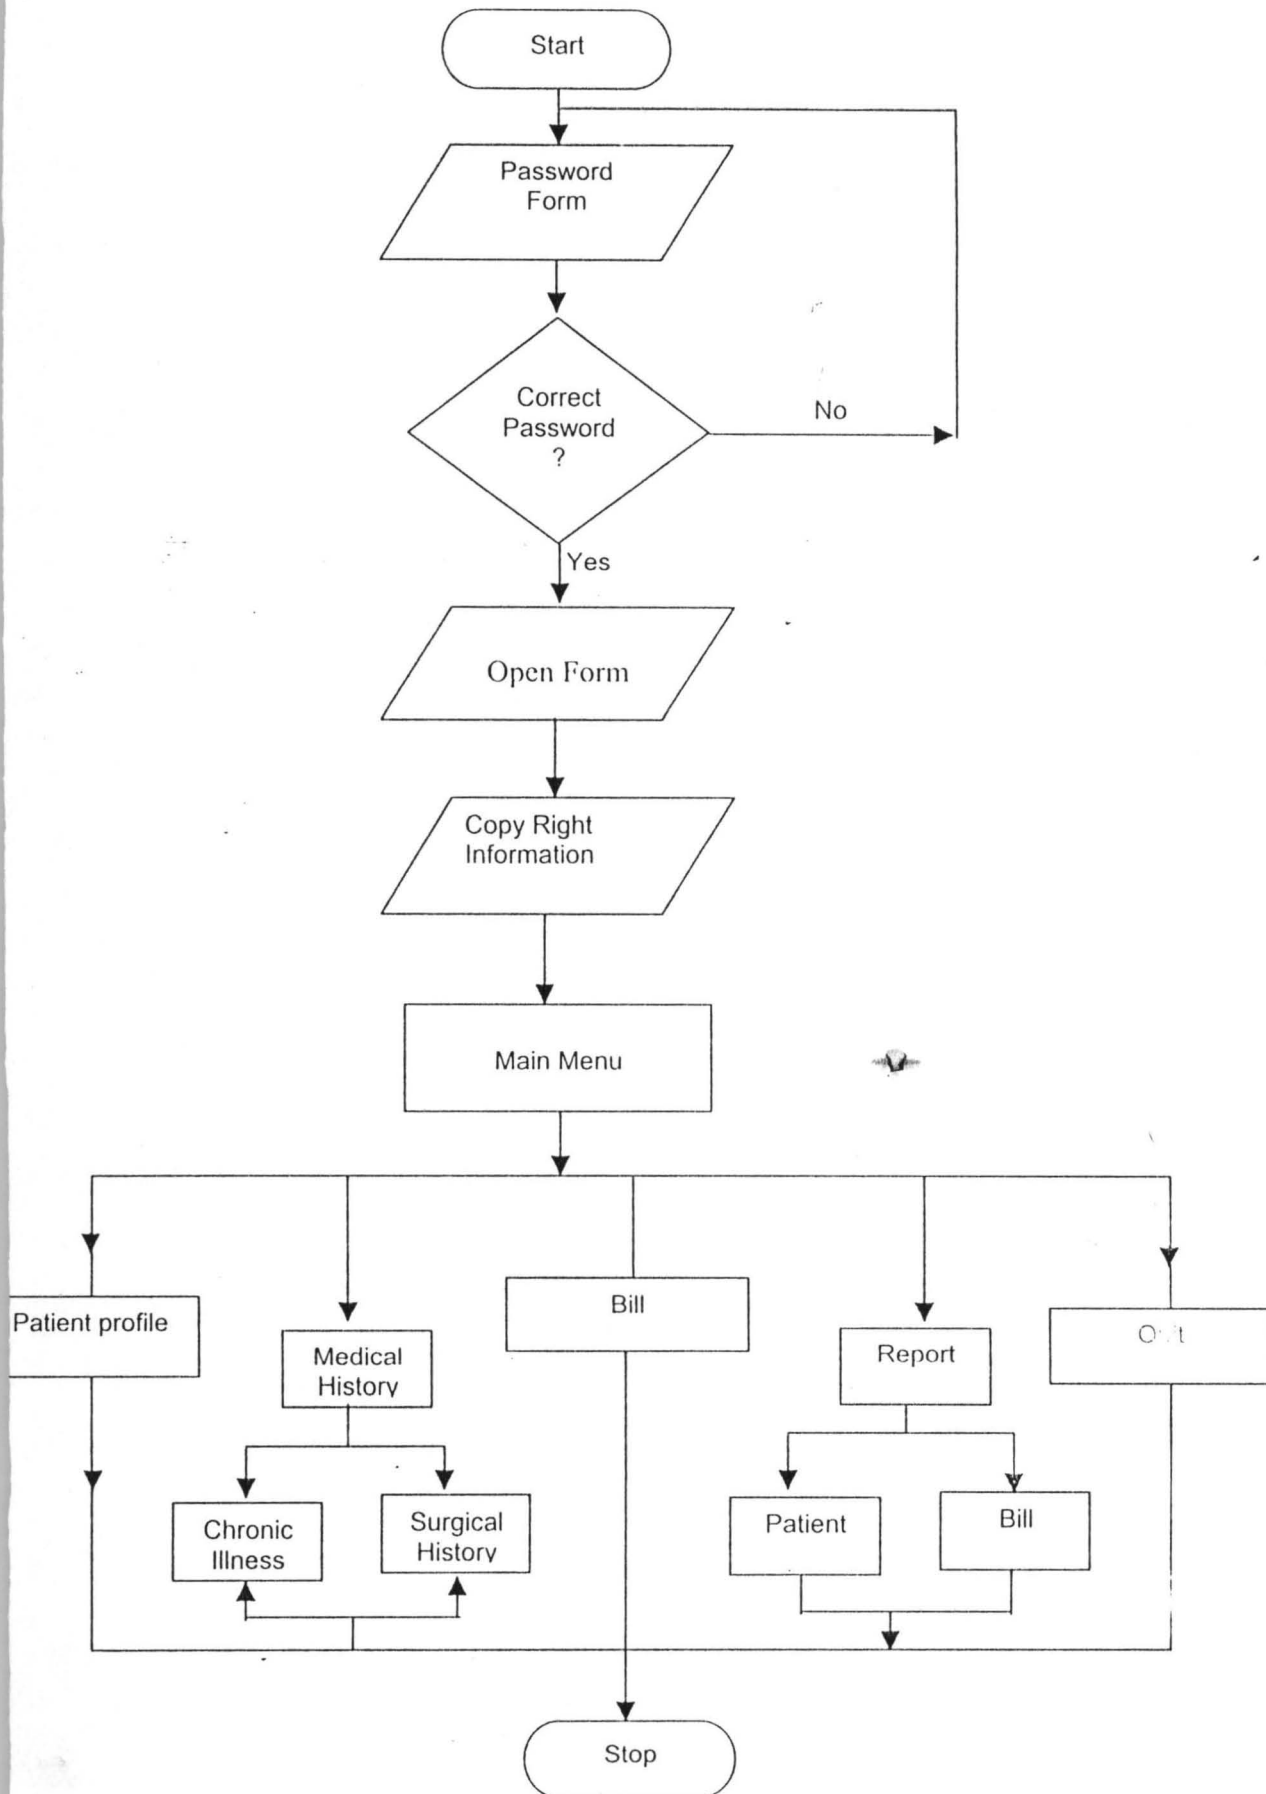 Start
Password
Form
Correct
Password
?
No
Yes
Open Form
Copy Right
Information
Main Menu
Patient profile
Medical
History
Bill
Report
Chronic
Illness
Surgical
History
Patient
Bill
Stop